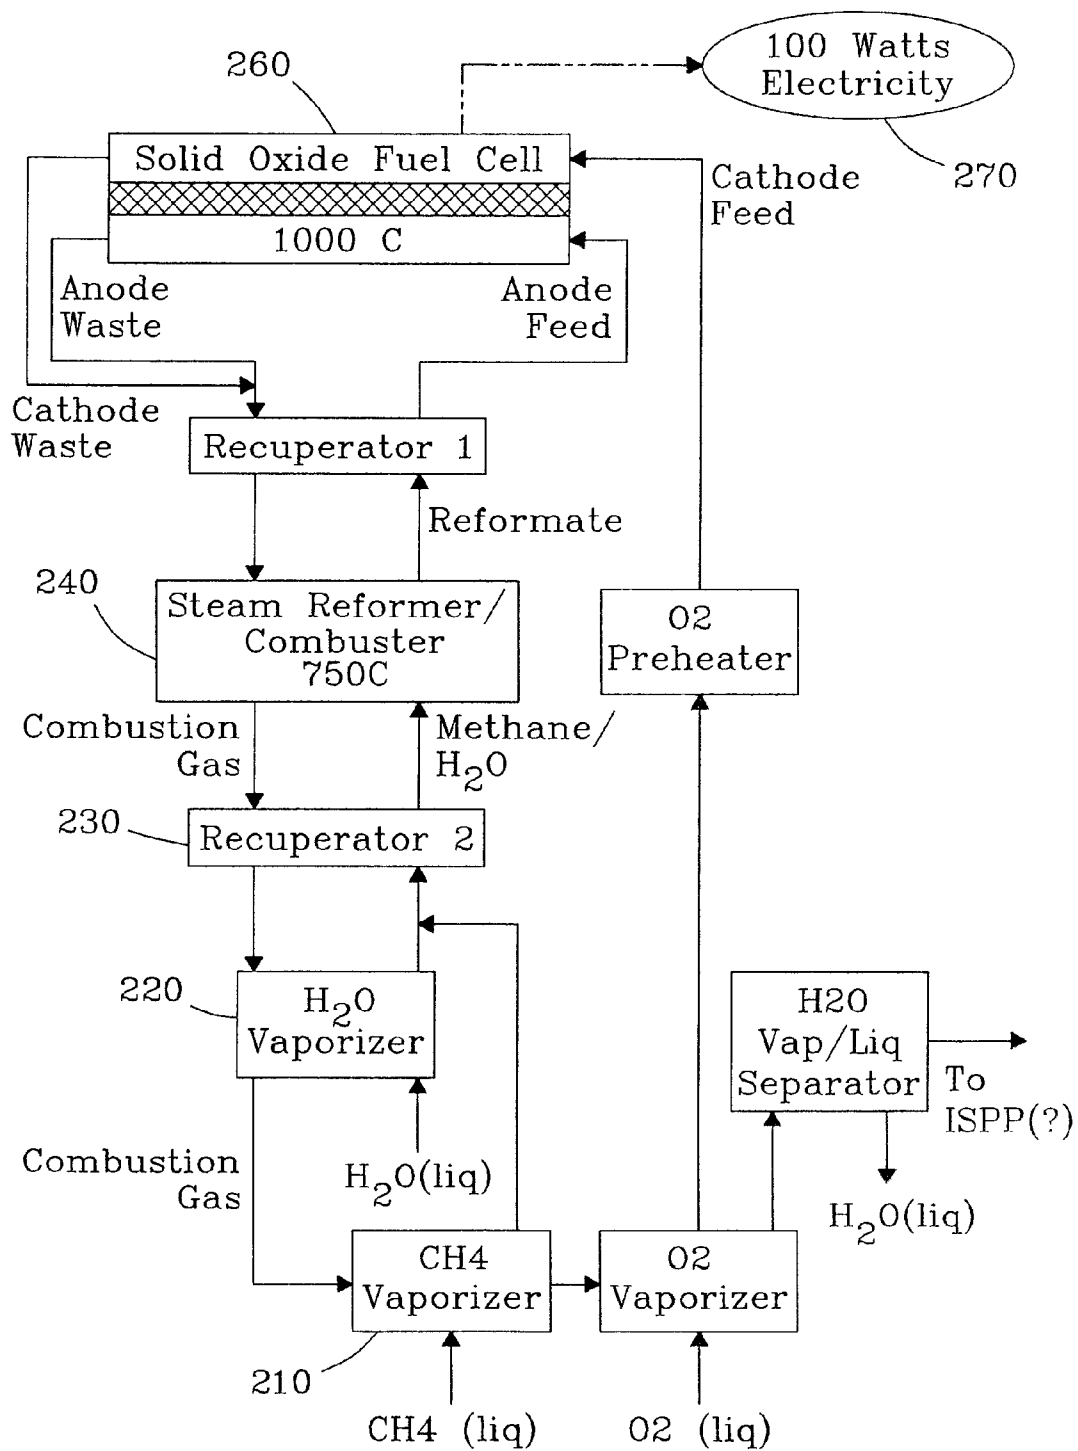 100 Watts
Electricity
260
270
Solid Oxide Fuel Cell
1000 C
Cathode
Feed
Anode
Waste
Anode
Feed
Cathode
Waste
Recuperator 1
Reformate
240
Steam Reformer/
Combuster
750C
O2
Preheater
Combustion
Gas
Methane/
H2O
230
Recuperator 2
220
H2O
Vaporizer
H2O
Vap/Liq
Separator
To
ISPP(?)
Combustion
Gas
H2O(liq)
H2O(liq)
CH4
Vaporizer
O2
Vaporizer
210
CH4 (liq)
O2 (liq)